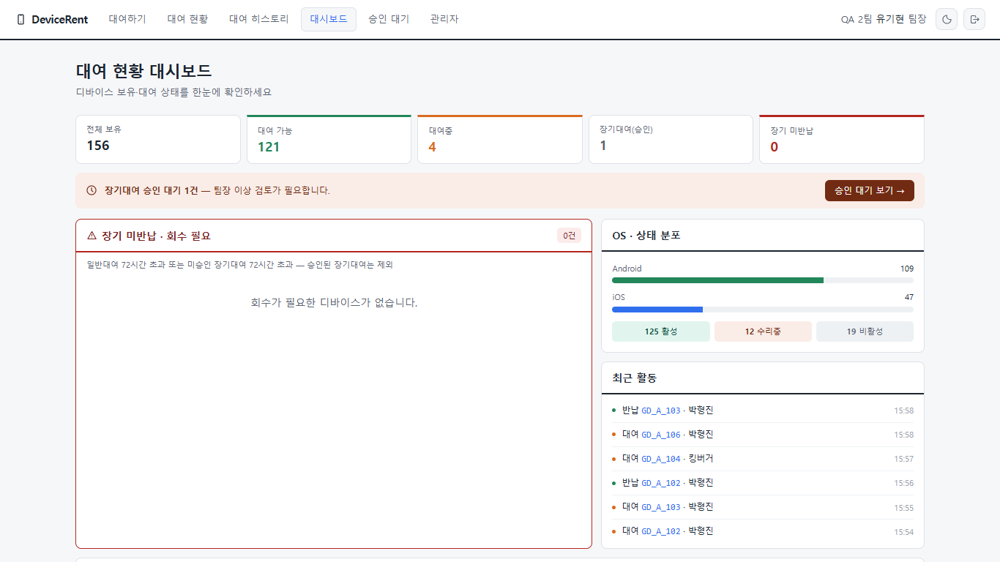 DeviceRent 대여하기 대여 현황 대여 히스토리 대시보드 승인 대기 관리자 QA 2팀 유기현 팀장
대여 현황 대시보드
디바이스 보유·대여 상태를 한눈에 확인하세요
전체 보유
156
대여 가능
121
대여중
4
장기대여(승인)
1
장기 미반납
0
장기대여 승인 대기 1건 — 팀장 이상 검토가 필요합니다.
승인 대기 보기 →
장기 미반납 · 회수 필요
0건
일반대여 72시간 초과 또는 미승인 장기대여 72시간 초과 — 승인된 장기대여는 제외
회수가 필요한 디바이스가 없습니다.
OS · 상태 분포
Android 109
iOS 47
125 활성 12 수리중 19 비활성
최근 활동
반납 GD_A_103 · 박형진 15:58
대여 GD_A_106 · 박형진 15:58
대여 GD_A_104 · 킹버거 15:57
반납 GD_A_102 · 박형진 15:56
대여 GD_A_103 · 박형진 15:55
대여 GD_A_102 · 박형진 15:54